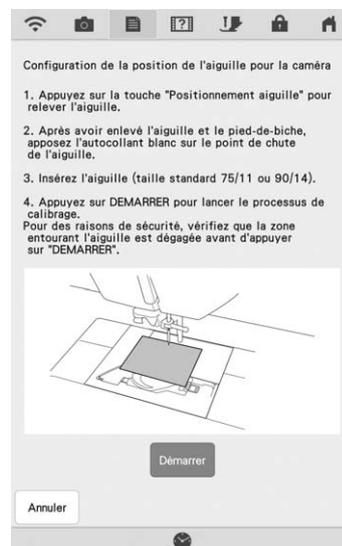 Configuration de la position de l'aiguille pour la caméra
1. Appuyez sur la touche "Positionnement aiguille" pour
relever l'aiguille.
2. Après avoir enlevé l'aiguille et le pied-de-biche,
apposez l'autocollant blanc sur le point de chute
de l'aiguille.
3. Insérez l'aiguille (taille standard 75/11 ou 90/14).
4. Appuyez sur DEMARRER pour lancer le processus de
calibrage.
Pour des raisons de sécurité, vérifiez que la zone
entourant l'aiguille est dégagée avant d'appuyer
sur "DEMARRER".
Démarrer
Annuler